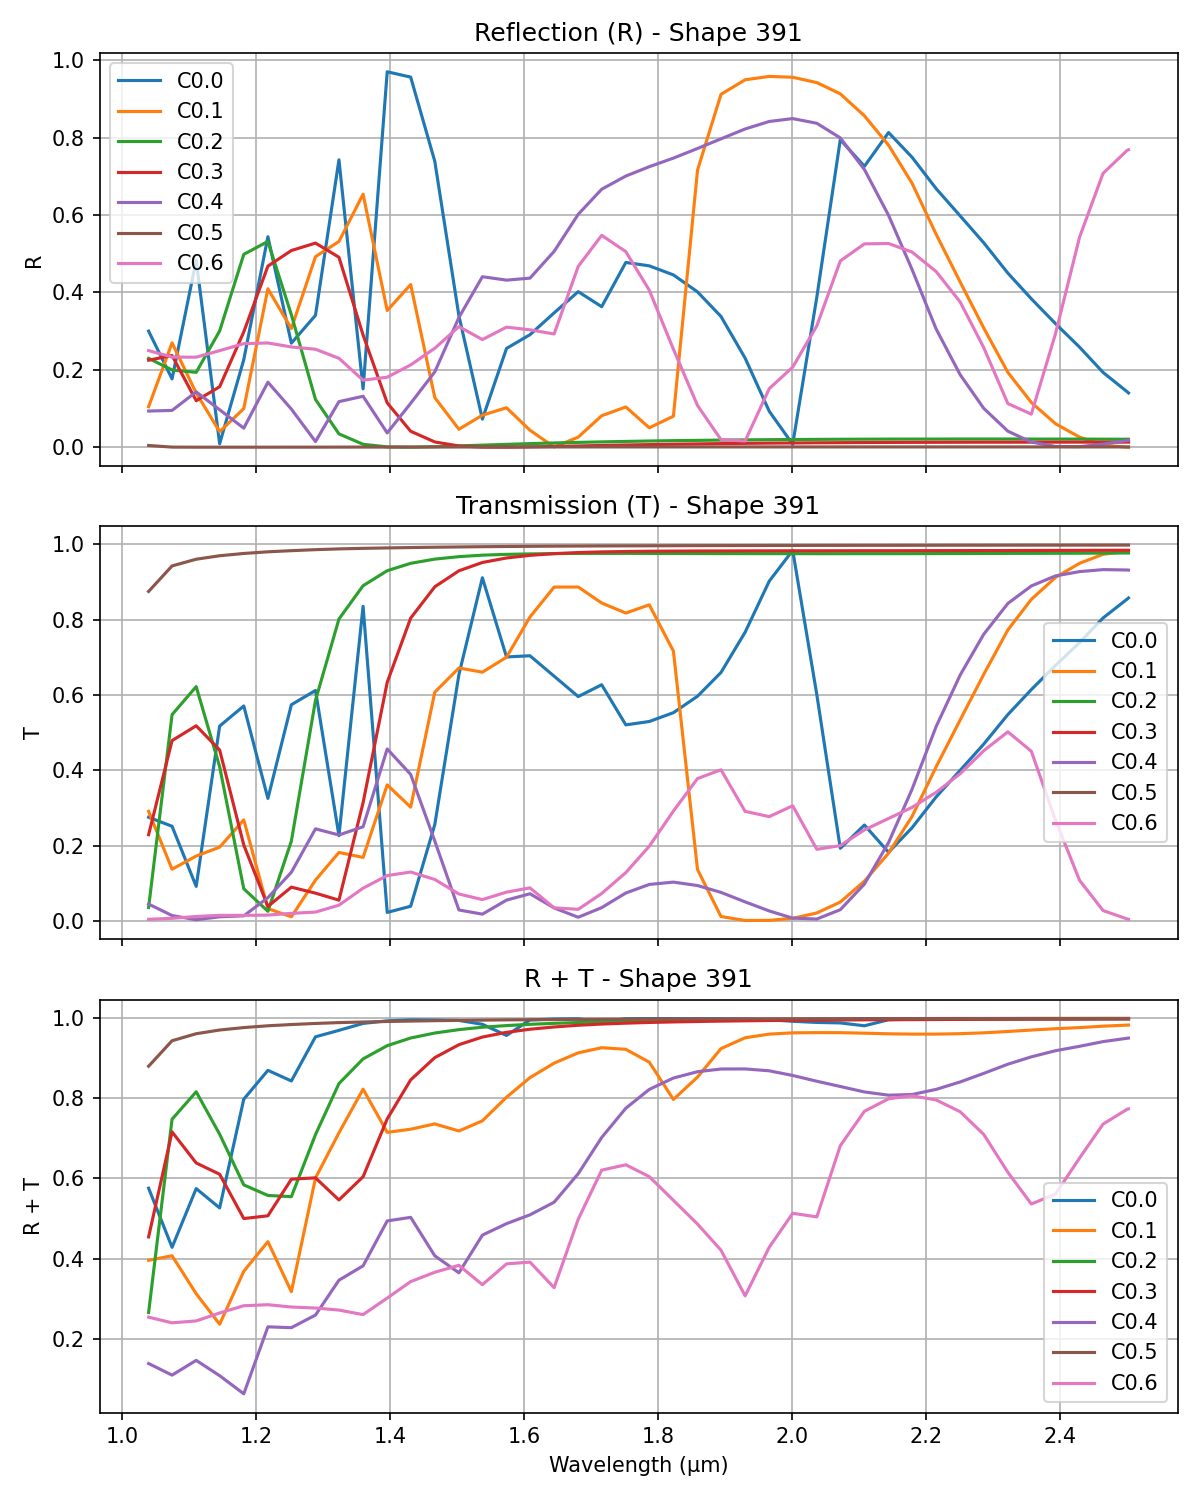 Reflection (R) - Shape 391
1.0
0.8
0.6
0.4
0.2
0.0
R
C0.0
C0.1
C0.2
C0.3
C0.4
C0.5
C0.6
Transmission (T) - Shape 391
1.0
0.8
0.6
0.4
0.2
0.0
T
C0.0
C0.1
C0.2
C0.3
C0.4
C0.5
C0.6
R + T - Shape 391
1.0
0.8
0.6
0.4
0.2
R + T
C0.0
C0.1
C0.2
C0.3
C0.4
C0.5
C0.6
1.0 1.2 1.4 1.6 1.8 2.0 2.2 2.4
Wavelength (μm)